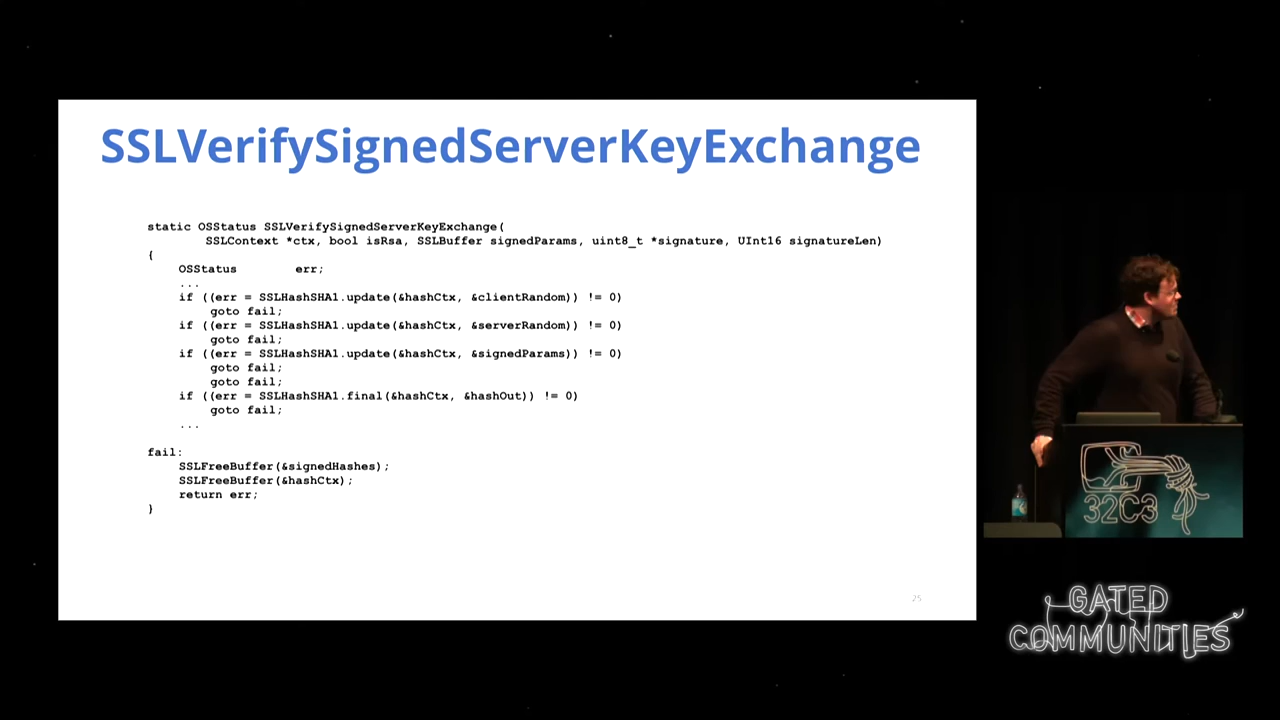 SSLVerifySignedServerKeyExchange
static OSStatus SSLVerifySignedServerKeyExchange(
SSLContext *ctx, bool isRsa, SSLBuffer signedParams, uint8_t *signature, UInt16 signatureLen)
{
OSStatus err;
...
if ((err = SSLHashSHA1.update(&hashCtx, &clientRandom)) != 0)
goto fail;
if ((err = SSLHashSHA1.update(&hashCtx, &serverRandom)) != 0)
goto fail;
if ((err = SSLHashSHA1.update(&hashCtx, &signedParams)) != 0)
goto fail;
goto fail;
if ((err = SSLHashSHA1.final(&hashCtx, &hashOut)) != 0)
goto fail;
...
fail:
SSLFreeBuffer(&signedHashes);
SSLFreeBuffer(&hashCtx);
return err;
}
25
32C3
GATED
COMMUNITIES